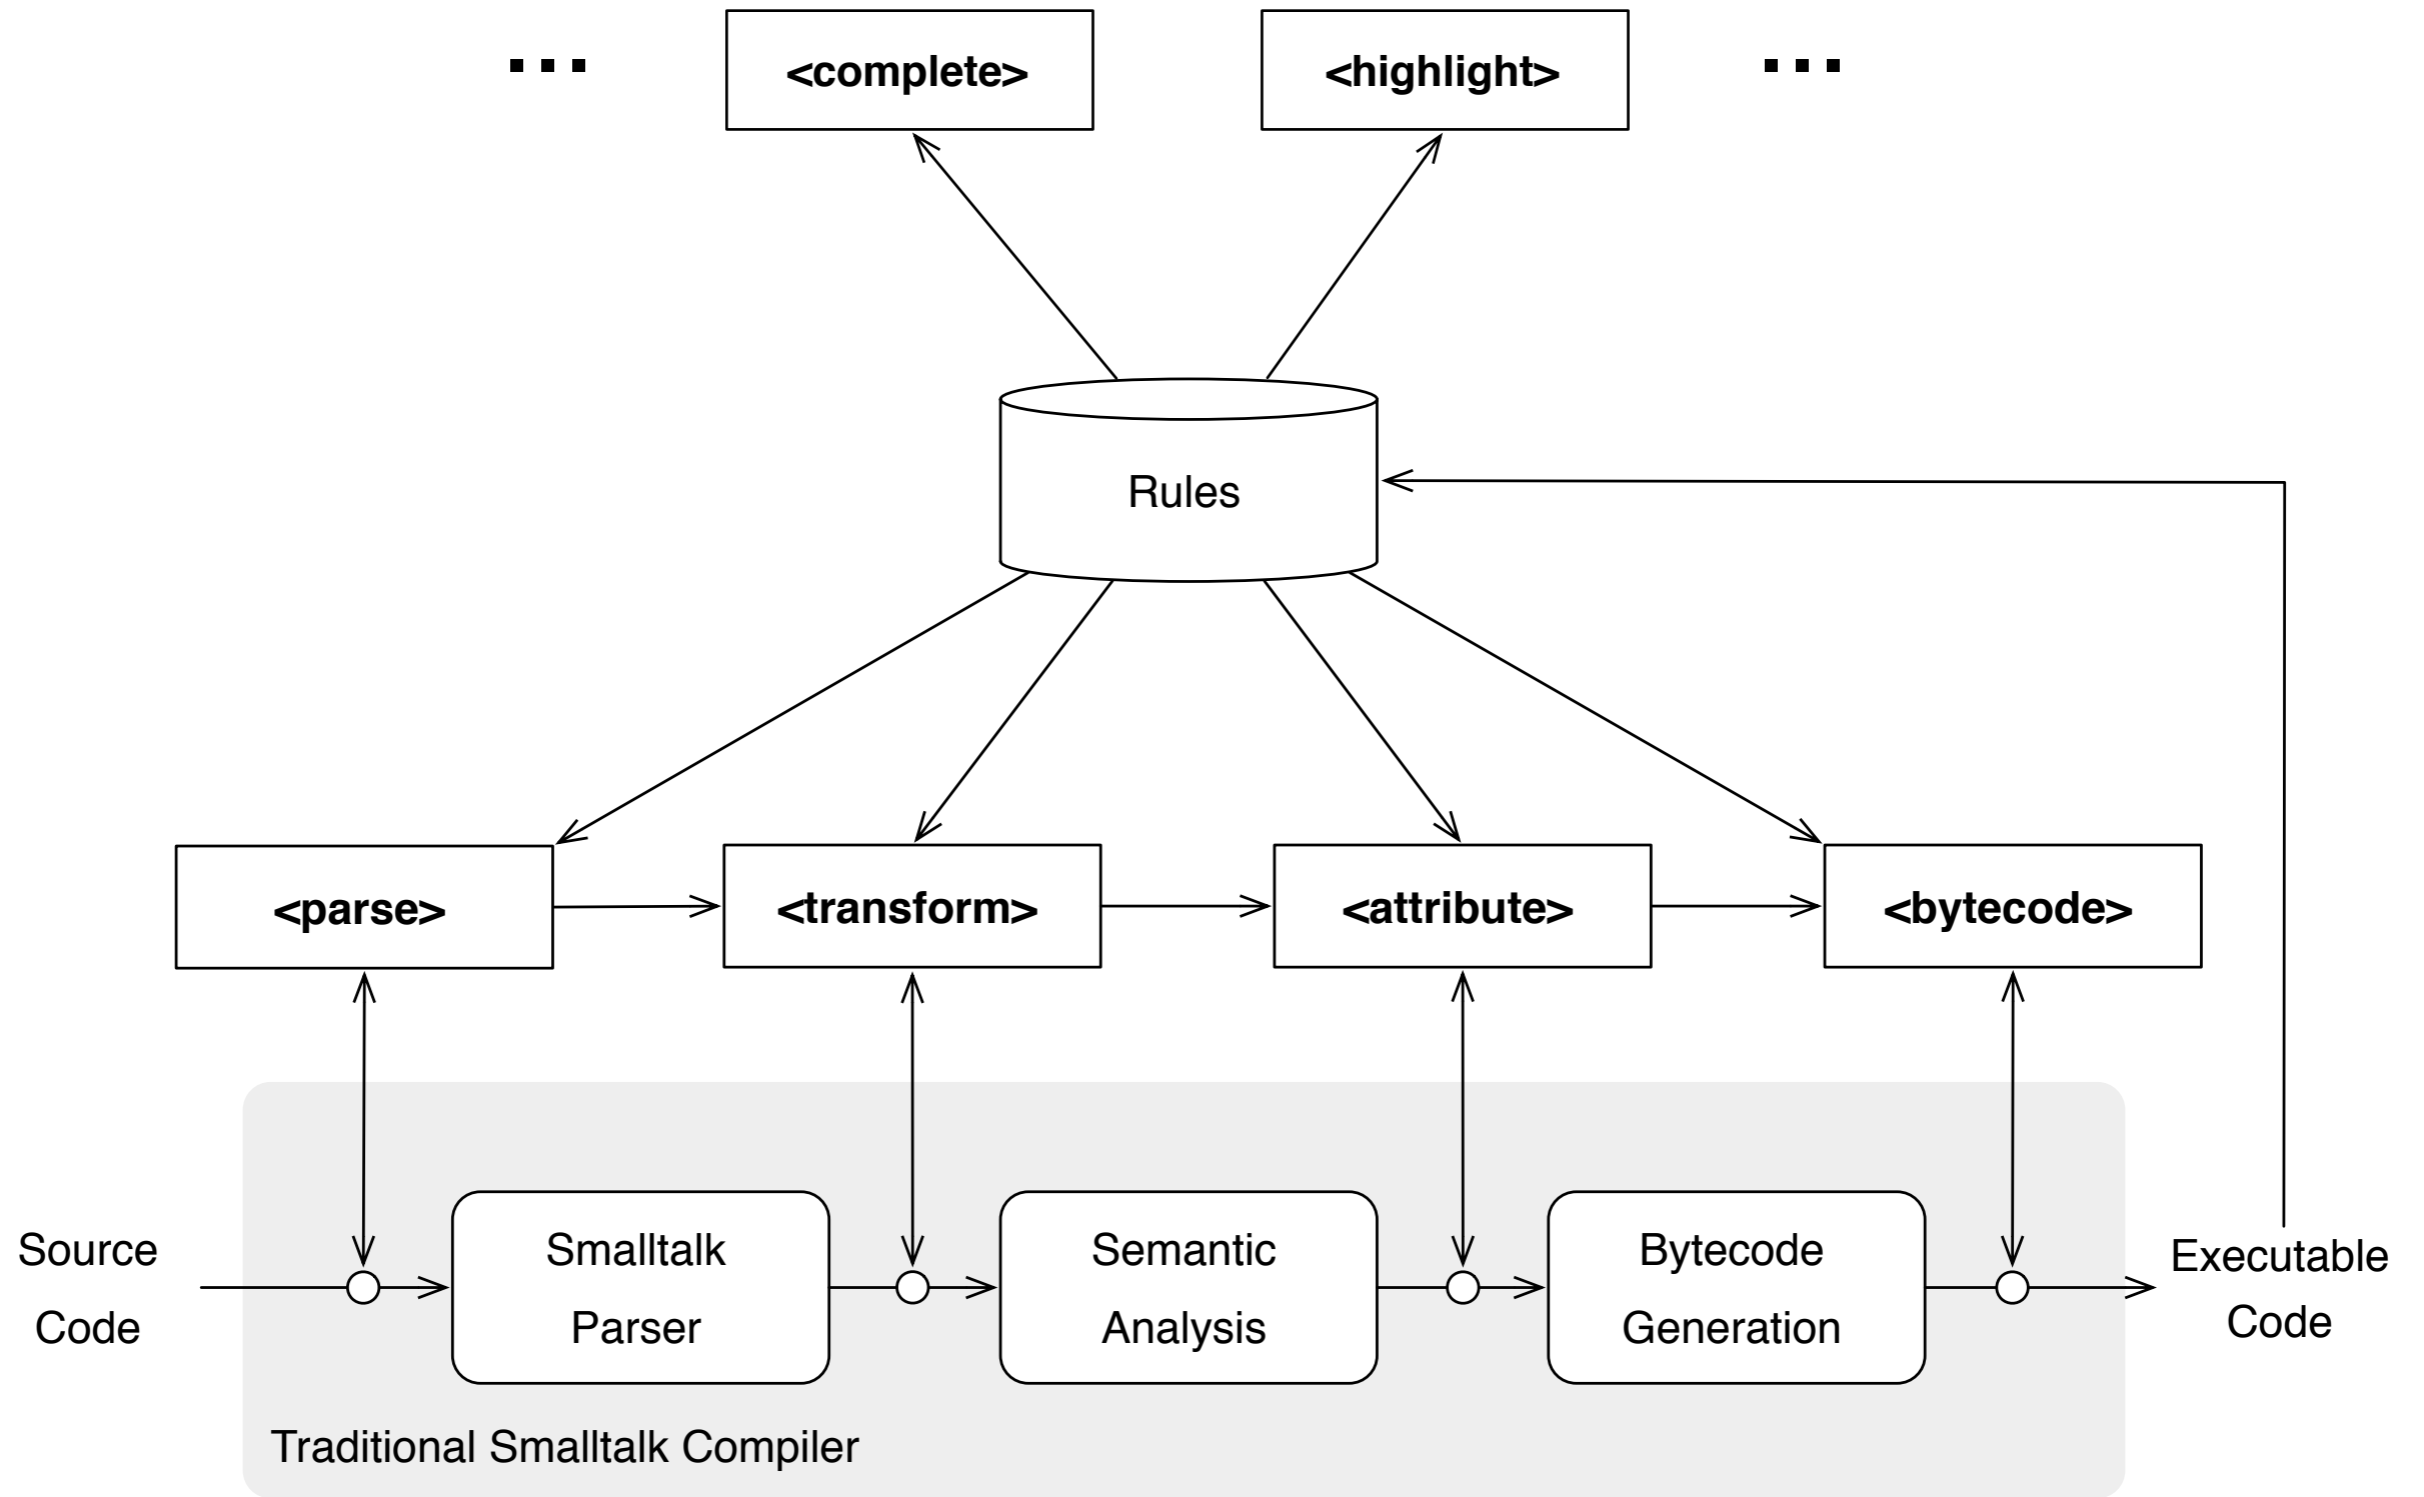 ... <complete> <highlight> ...
Rules
<parse> <transform> <attribute> <bytecode>
Source
Code
Smalltalk
Parser
Semantic
Analysis
Bytecode
Generation
Executable
Code
Traditional Smalltalk Compiler